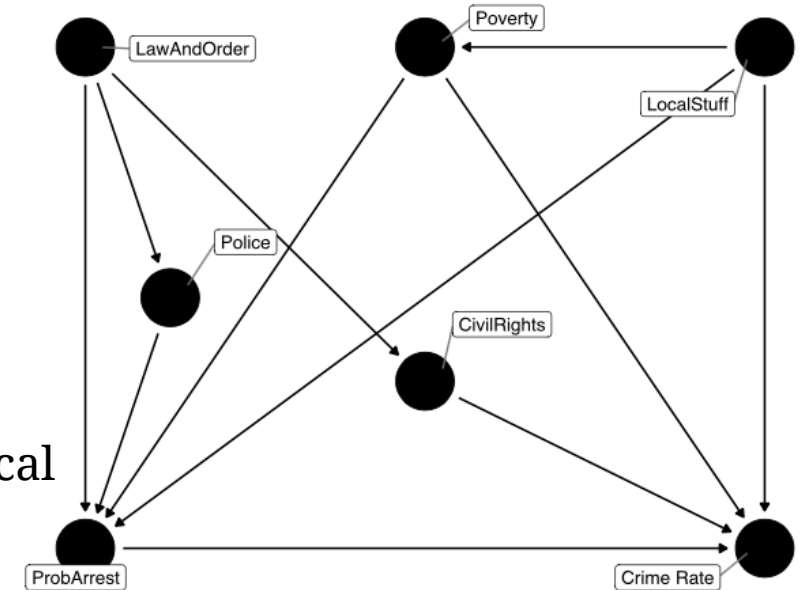 Poverty
LawAndOrder
LocalStuff
Police
CivilRights
cal
ProbArrest
Crime Rate